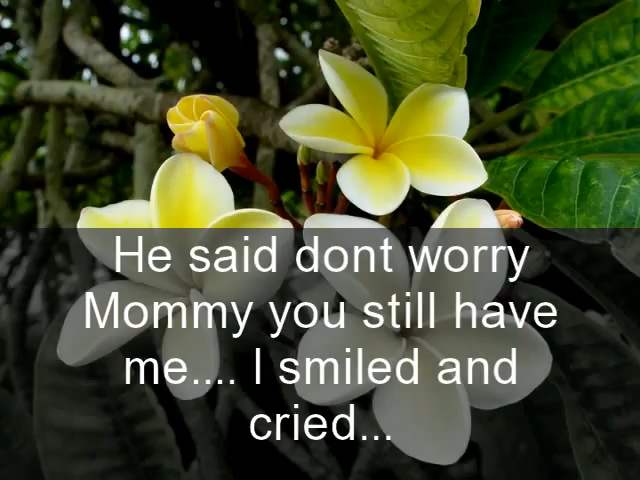 He said dont worry
Mommy you still have
me.... I smiled and
cried...